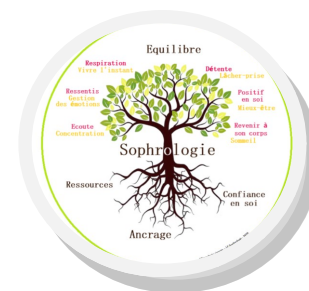 Equilibre
Respiration
Vivre l'instant
Détente
Lâcher-prise
Ressentis
Gestion
des émotions
Positif
en soi
Bien-être
Ecoute
Concentration
Revenir à
son corps
Sommeil
Sophrologie
Ressources
Confiance
en soi
Ancrage